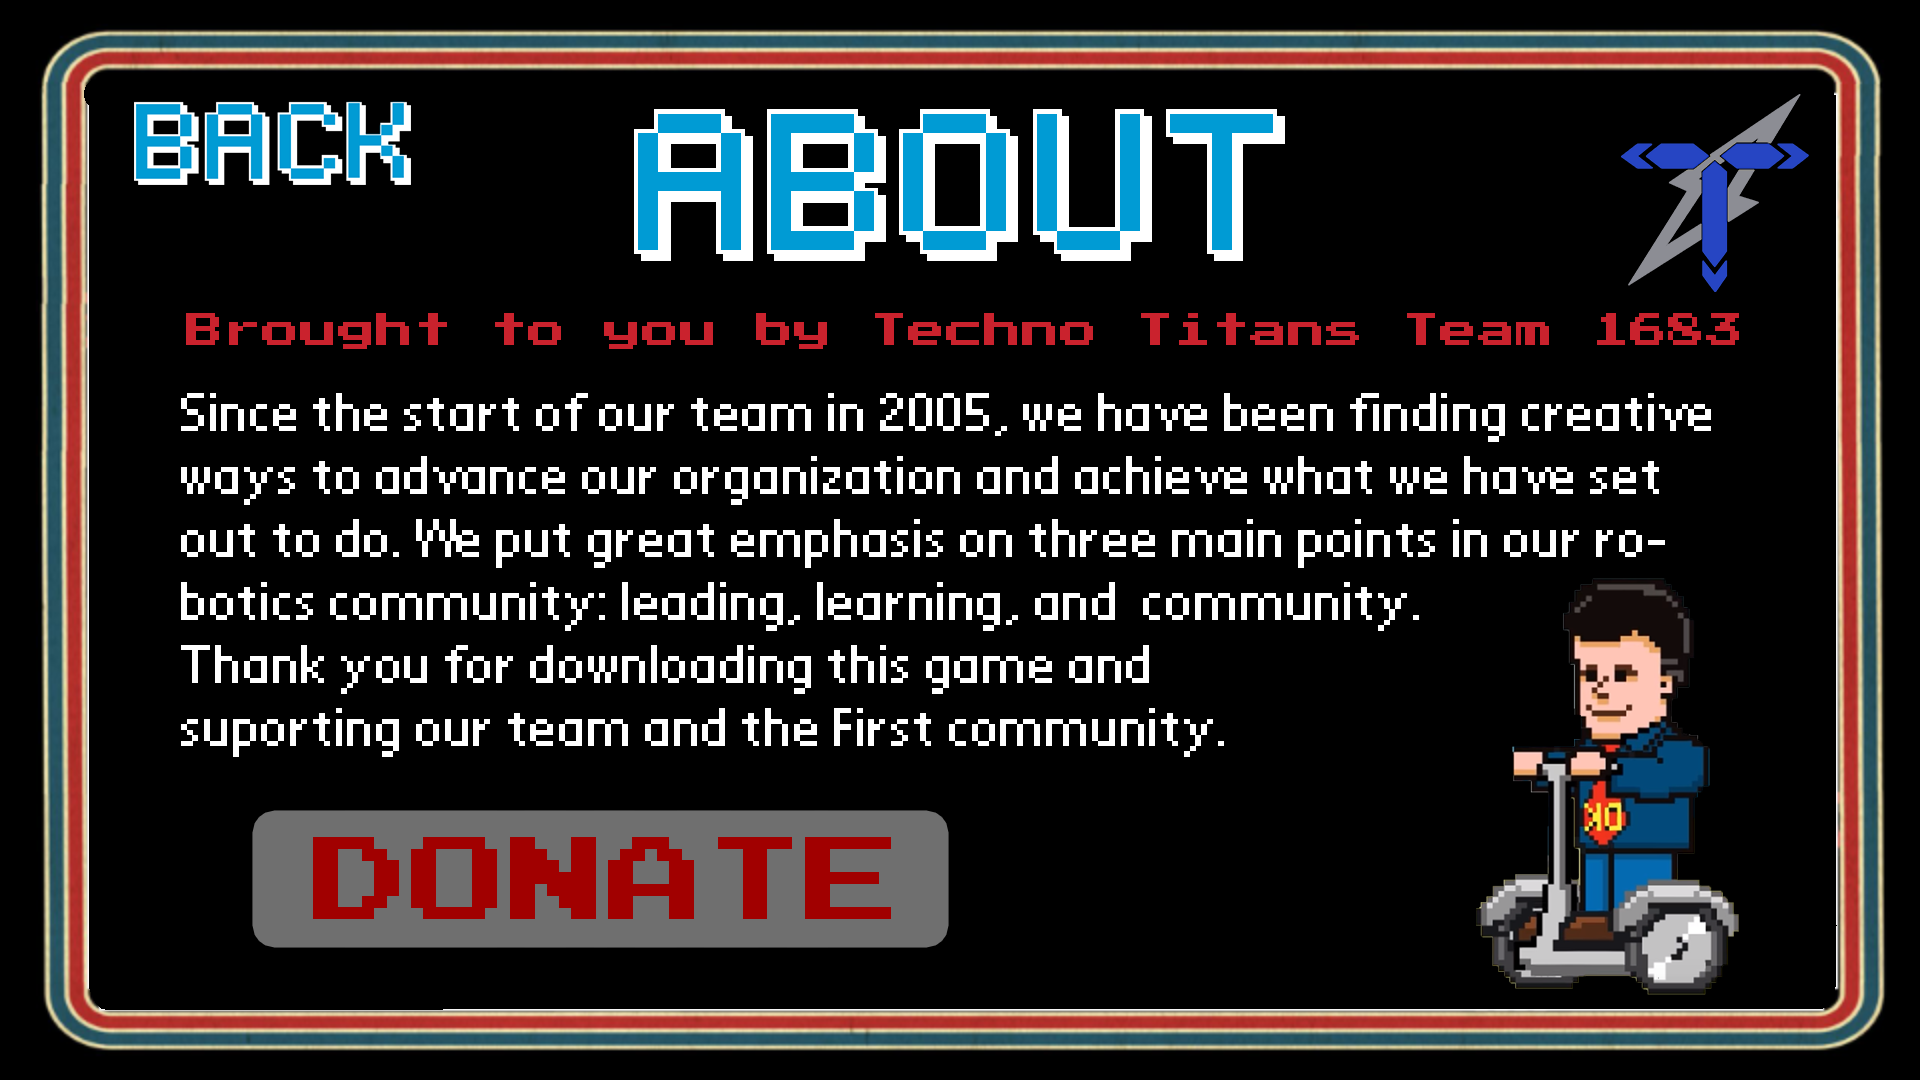 BACK
ABOUT
Brought to you by Techno Titans Team 1683
Since the start of our team in 2005, we have been finding creative
ways to advance our organization and achieve what we have set
out to do. We put great emphasis on three main points in our ro-
botics community: leading, learning, and community.
Thank you for downloading this game and
suporting our team and the First community.
DONATE